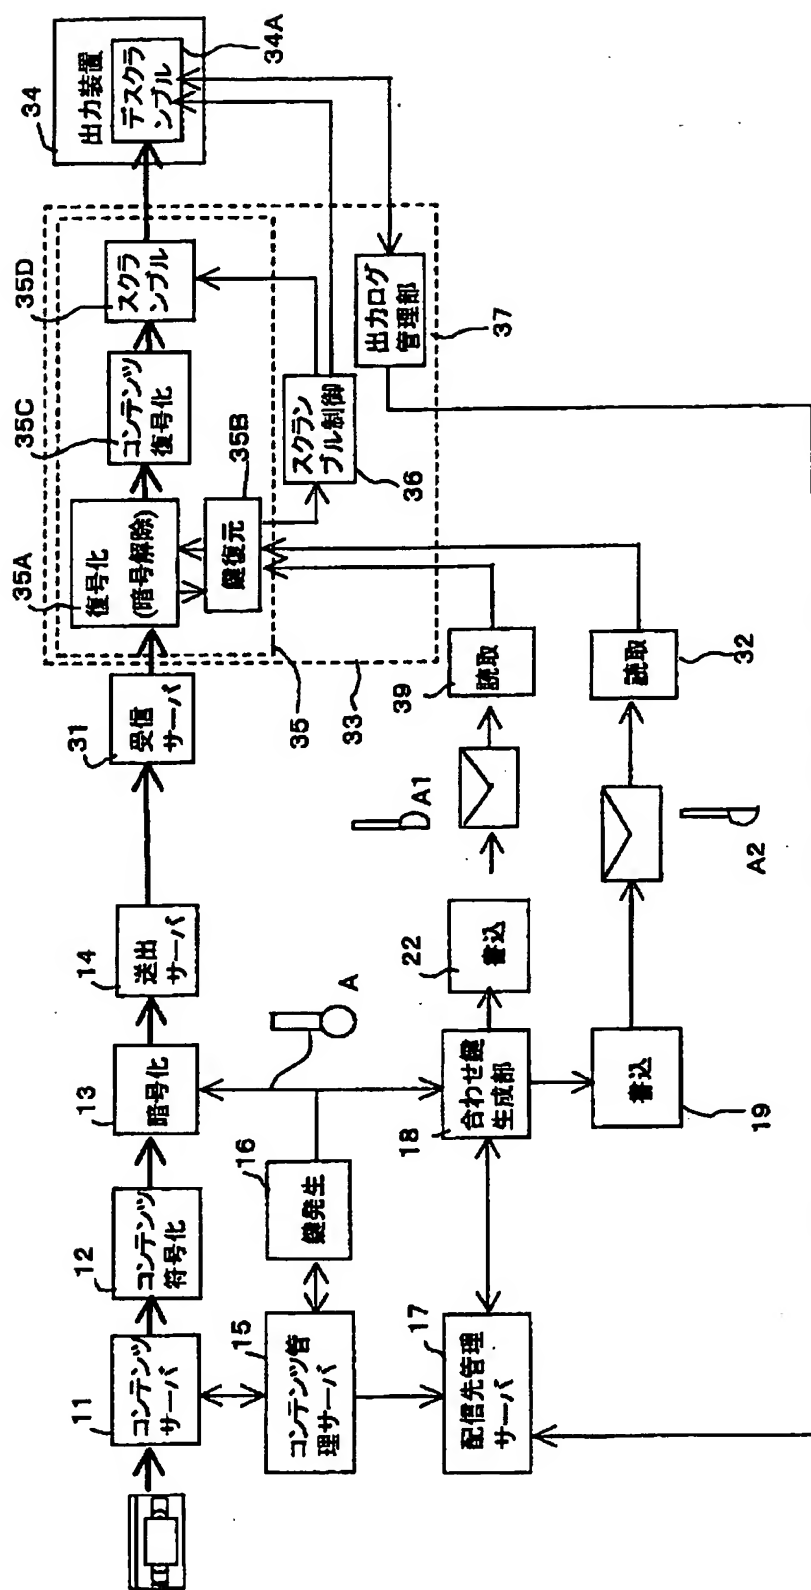 11
コンテンツ
サーバ
12
コンテンツ
符号化
13
暗号化
14
送出
サーバ
31
受信
サーバ
35A
復号化
(暗号解除)
35C
コンテンツ
復号化
35D
スクラ
ンブル
34
出力装置
デスクラ
ンブル
34A
15
コンテンツ管
理サーバ
16
鍵発生
A
35B
鍵復元
35
33
スクラン
ブル制御
36
出力ログ
管理部
37
17
配信先管理
サーバ
18
合わせ鍵
生成部
22
書込
A1
39
読取
19
書込
A2
読取
32